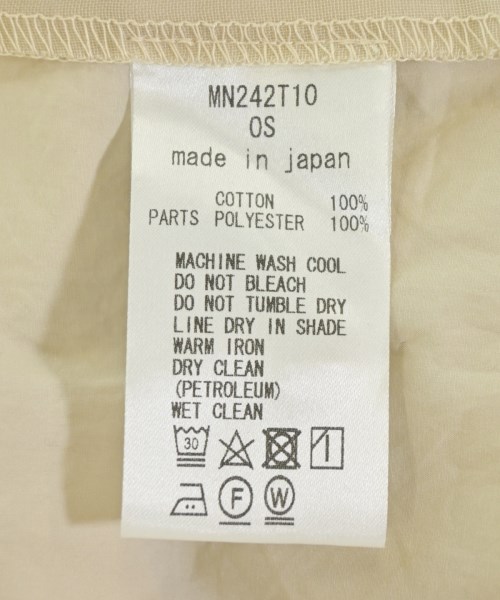 MN242T10
OS
made in japan
COTTON 100%
PARTS POLYESTER 100%
MACHINE WASH COOL
DO NOT BLEACH
DO NOT TUMBLE DRY
LINE DRY IN SHADE
WARM IRON
DRY CLEAN
(PETROLEUM)
WET CLEAN
30
F W